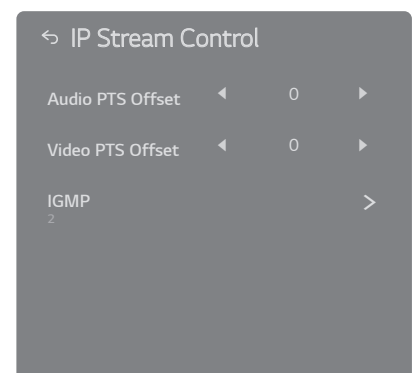 IP Stream Control
Audio PTS Offset 0
Video PTS Offset 0
IGMP
2